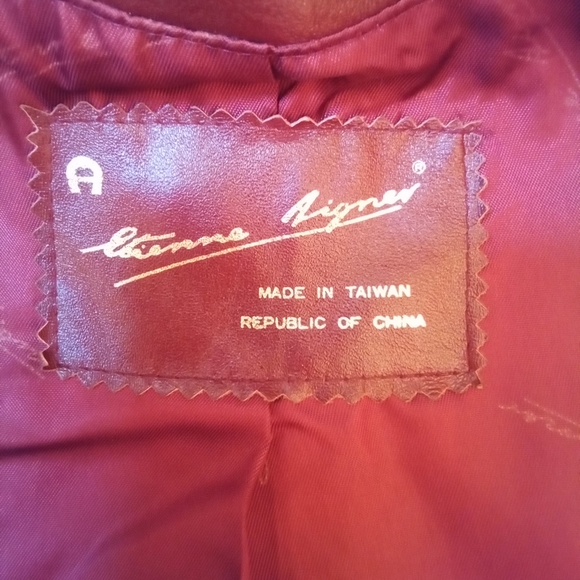 Etienne Aigner®
MADE IN TAIWAN
REPUBLIC OF CHINA